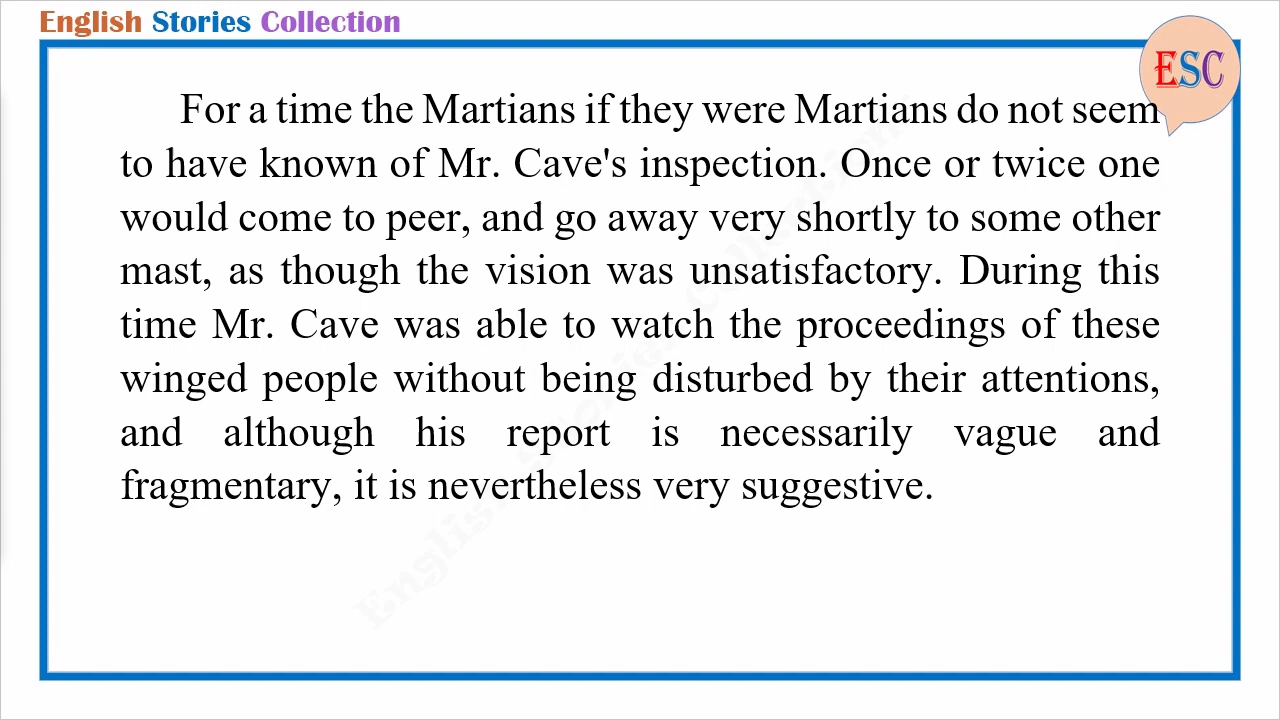 English Stories Collection
ESC
For a time the Martians if they were Martians do not seem
to have known of Mr. Cave's inspection. Once or twice one
would come to peer, and go away very shortly to some other
mast, as though the vision was unsatisfactory. During this
time Mr. Cave was able to watch the proceedings of these
winged people without being disturbed by their attentions,
and although his report is necessarily vague and
fragmentary, it is nevertheless very suggestive.
English Stories Collection